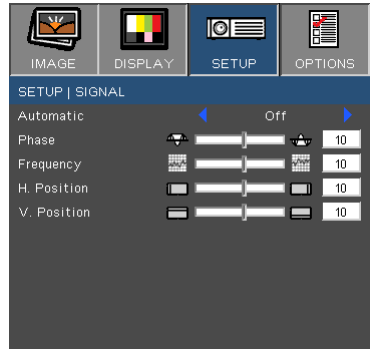 IMAGE DISPLAY SETUP OPTIONS
SETUP | SIGNAL
Automatic Off
Phase 10
Frequency 10
H. Position 10
V. Position 10